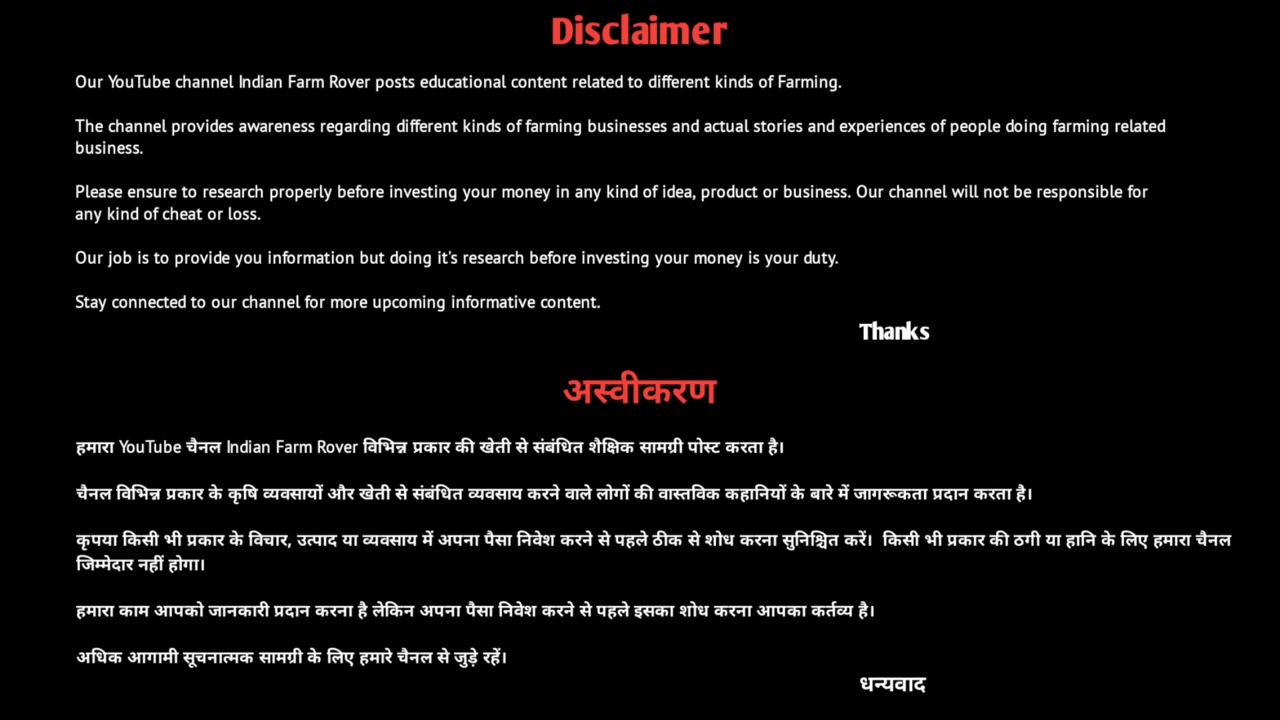 Disclaimer
Our YouTube channel Indian Farm Rover posts educational content related to different kinds of Farming.
The channel provides awareness regarding different kinds of farming businesses and actual stories and experiences of people doing farming related
business.
Please ensure to research properly before investing your money in any kind of idea, product or business. Our channel will not be responsible for
any kind of cheat or loss.
Our job is to provide you information but doing it's research before investing your money is your duty.
Stay connected to our channel for more upcoming informative content.
Thanks
अस्वीकरण
हमारा YouTube चैनल Indian Farm Rover विभिन्न प्रकार की खेती से संबंधित शैक्षिक सामग्री पोस्ट करता है।
चैनल विभिन्न प्रकार के कृषि व्यवसायों और खेती से संबंधित व्यवसाय करने वाले लोगों की वास्तविक कहानियों के बारे में जागरूकता प्रदान करता है।
कृपया किसी भी प्रकार के विचार, उत्पाद या व्यवसाय में अपना पैसा निवेश करने से पहले ठीक से शोध करना सुनिश्चित करें। किसी भी प्रकार की ठगी या हानि के लिए हमारा चैनल
जिम्मेदार नहीं होगा।
हमारा काम आपको जानकारी प्रदान करना है लेकिन अपना पैसा निवेश करने से पहले इसका शोध करना आपका कर्तव्य है।
अधिक आगामी सूचनात्मक सामग्री के लिए हमारे चैनल से जुड़े रहें।
धन्यवाद